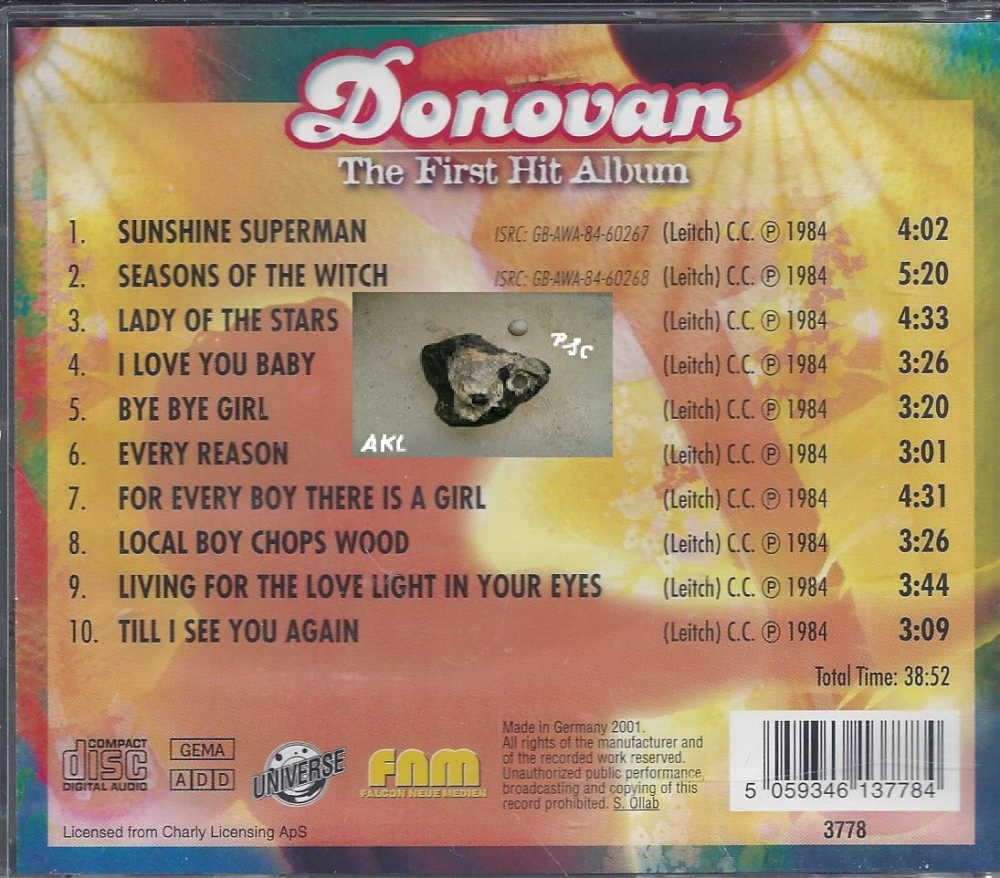 Donovan
The First Hit Album
1. SUNSHINE SUPERMAN ISRC: GB-AWA-84-60267 (Leitch) C.C. Ⓟ 1984 4:02
2. SEASONS OF THE WITCH ISRC: GB-AWA-84-60268 (Leitch) C.C. Ⓟ 1984 5:20
3. LADY OF THE STARS (Leitch) C.C. Ⓟ 1984 4:33
4. I LOVE YOU BABY (Leitch) C.C. Ⓟ 1984 3:26
5. BYE BYE GIRL (Leitch) C.C. Ⓟ 1984 3:20
6. EVERY REASON (Leitch) C.C. Ⓟ 1984 3:01
7. FOR EVERY BOY THERE IS A GIRL (Leitch) C.C. Ⓟ 1984 4:31
8. LOCAL BOY CHOPS WOOD (Leitch) C.C. Ⓟ 1984 3:26
9. LIVING FOR THE LOVE LIGHT IN YOUR EYES (Leitch) C.C. Ⓟ 1984 3:44
10. TILL I SEE YOU AGAIN (Leitch) C.C. Ⓟ 1984 3:09
PSC
AKL
Total Time: 38:52
COMPACT
disc
DIGITAL AUDIO
GEMA
ADD
UNIVERSE
FNM
FALCON NEUE MEDIEN
Made in Germany 2001.
All rights of the manufacturer and
of the recorded work reserved.
Unauthorized public performance,
broadcasting and copying of this
record prohibited. S. Ollab
5 059346 137784
3778
Licensed from Charly Licensing ApS